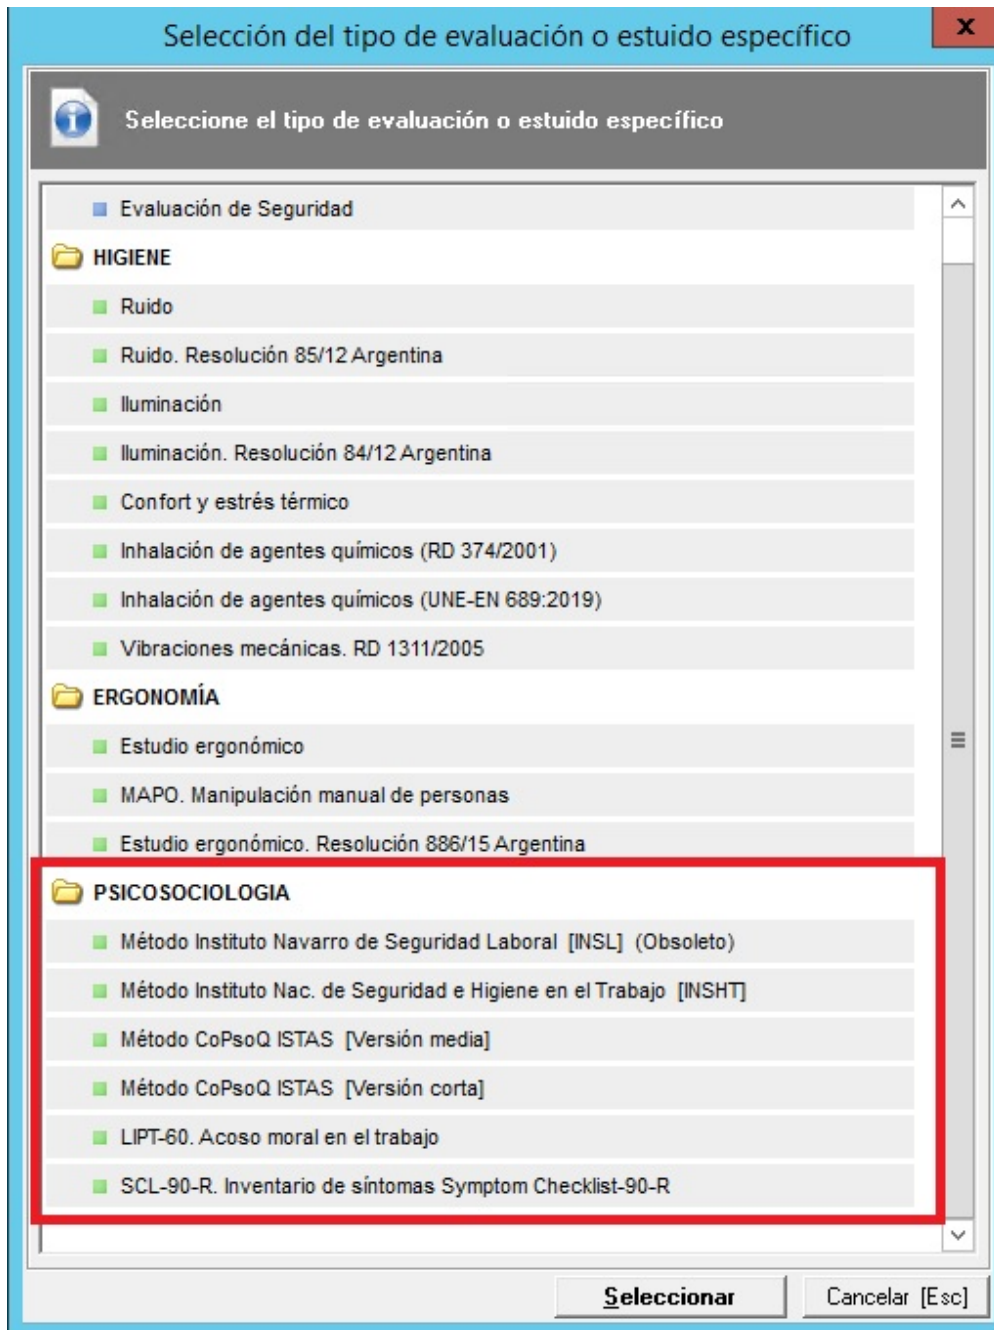 Selección del tipo de evaluación o estuido específico
x
Seleccione el tipo de evaluación o estuido específico
Evaluación de Seguridad
HIGIENE
Ruido
Ruido. Resolución 85/12 Argentina
Iluminación
Iluminación. Resolución 84/12 Argentina
Confort y estrés térmico
Inhalación de agentes químicos (RD 374/2001)
Inhalación de agentes químicos (UNE-EN 689:2019)
Vibraciones mecánicas. RD 1311/2005
ERGONOMÍA
Estudio ergonómico
MAPO. Manipulación manual de personas
Estudio ergonómico. Resolución 886/15 Argentina
PSICOSOCIOLOGIA
Método Instituto Navarro de Seguridad Laboral [INSL] (Obsoleto)
Método Instituto Nac. de Seguridad e Higiene en el Trabajo [INSHT]
Método CoPsoQ ISTAS [Versión media]
Método CoPsoQ ISTAS [Versión corta]
LIPT-60. Acoso moral en el trabajo
SCL-90-R. Inventario de síntomas Symptom Checklist-90-R
Seleccionar
Cancelar [Esc]